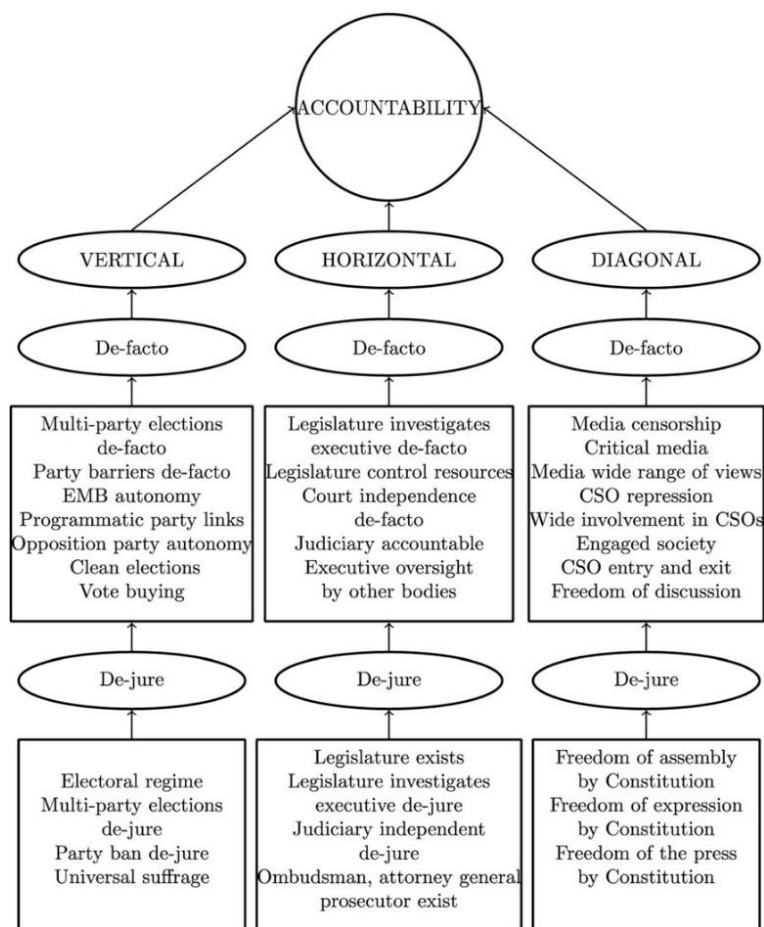 ACCOUNTABILITY
VERTICAL
HORIZONTAL
DIAGONAL
De-facto
De-facto
De-facto
Multi-party elections
de-facto
Party barriers de-facto
EMB autonomy
Programmatic party links
Opposition party autonomy
Clean elections
Vote buying
Legislature investigates
executive de-facto
Legislature control resources
Court independence
de-facto
Judiciary accountable
Executive oversight
by other bodies
Media censorship
Critical media
Media wide range of views
CSO repression
Wide involvement in CSOs
Engaged society
CSO entry and exit
Freedom of discussion
De-jure
De-jure
De-jure
Electoral regime
Multi-party elections
de-jure
Party ban de-jure
Universal suffrage
Legislature exists
Legislature investigates
executive de-jure
Judiciary independent
de-jure
Ombudsman, attorney general
prosecutor exist
Freedom of assembly
by Constitution
Freedom of expression
by Constitution
Freedom of the press
by Constitution